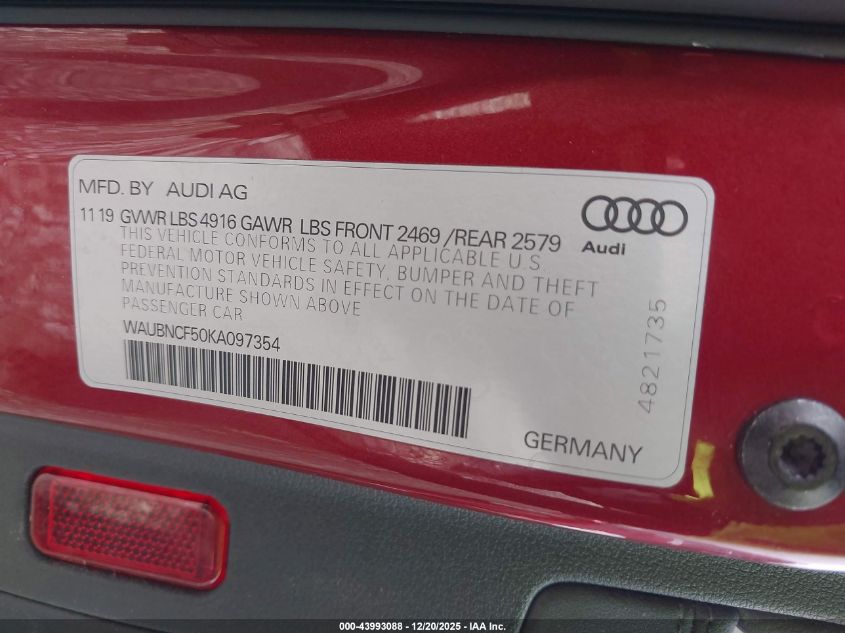 MFD. BY AUDI AG
11 19 GVWR LBS 4916 GAWR LBS FRONT 2469 /REAR 2579
THIS VEHICLE CONFORMS TO ALL APPLICABLE U.S
FEDERAL MOTOR VEHICLE SAFETY, BUMPER AND THEFT
PREVENTION STANDARDS IN EFFECT ON THE DATE OF
MANUFACTURE SHOWN ABOVE
PASSENGER CAR
WAUBNCF50KA097354
Audi
4821735
GERMANY
000-43993088 - 12/20/2025 - IAA Inc.